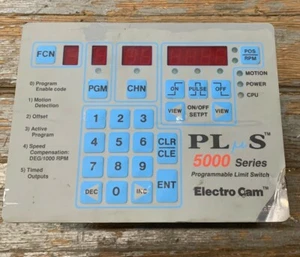 FCN
POS
RPM
0) Program
Enable code
1) Motion
Detection
2) Offset
3) Active
Program
4) Speed
Compensation:
DEG/1000 RPM
5) Timed
Outputs
PGM
CHN
ON
PULSE
OFF
MOTION
POWER
CPU
VIEW
ON/OFF
SETPT
VIEW
1 2 3
4 5 6
7 8 9
DEC 0 INC
CLR
CLE
ENT
PLµS™
5000 Series
Programmable Limit Switch
Electro Cam™